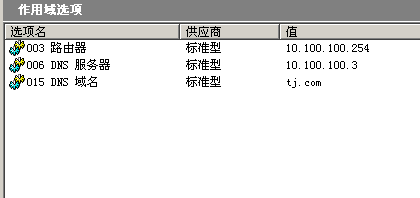 作用域选项
选项名 供应商 值
003 路由器 标准型 10.100.100.254
006 DNS 服务器 标准型 10.100.100.3
015 DNS 域名 标准型 tj.com